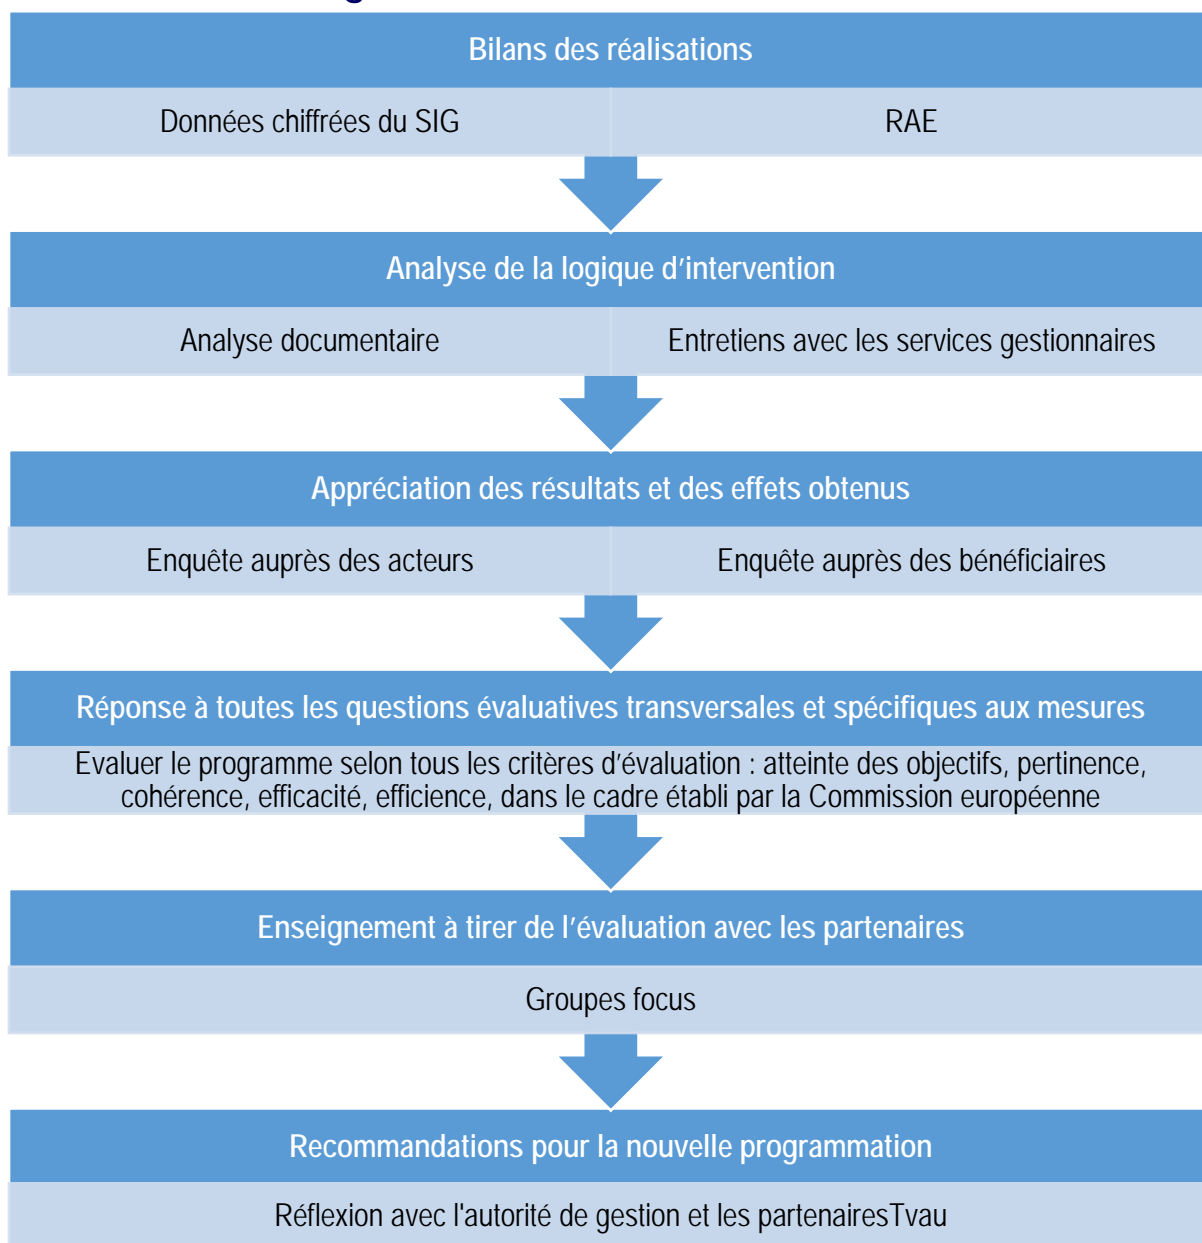 Bilans des réalisations
Données chiffrées du SIG
RAE
Analyse de la logique d’intervention
Analyse documentaire
Entretiens avec les services gestionnaires
Appréciation des résultats et des effets obtenus
Enquête auprès des acteurs
Enquête auprès des bénéficiaires
Réponse à toutes les questions évaluatives transversales et spécifiques aux mesures
Evaluer le programme selon tous les critères d’évaluation : atteinte des objectifs, pertinence,
cohérence, efficacité, efficience, dans le cadre établi par la Commission européenne
Enseignement à tirer de l’évaluation avec les partenaires
Groupes focus
Recommandations pour la nouvelle programmation
Réflexion avec l'autorité de gestion et les partenairesTvau